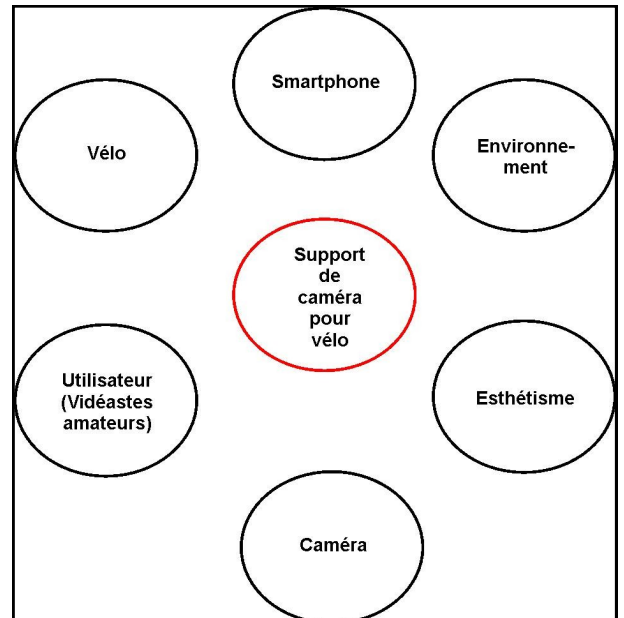 Smartphone
Vélo
Environne-
ment
Support
de
caméra
pour
vélo
Utilisateur
(Vidéastes
amateurs)
Esthétisme
Caméra